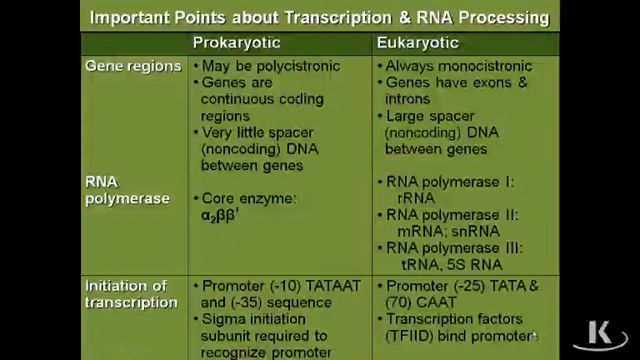 Important Points about Transcription & RNA Processing
Prokaryotic
Eukaryotic
Gene regions
• May be polycistronic
• Genes are
continuous coding
regions
• Very little spacer
(noncoding) DNA
between genes
• Always monocistronic
• Genes have exons &
introns
• Large spacer
(noncoding) DNA
between genes
RNA
polymerase
• Core enzyme:
α₂ββ′
• RNA polymerase I:
rRNA
• RNA polymerase II:
mRNA; snRNA
• RNA polymerase III:
tRNA, 5S RNA
Initiation of
transcription
• Promoter (-10) TATAAT
and (-35) sequence
• Sigma initiation
subunit required to
recognize promoter
• Promoter (-25) TATA &
(70) CAAT
• Transcription factors
(TFIID) bind promoter
K